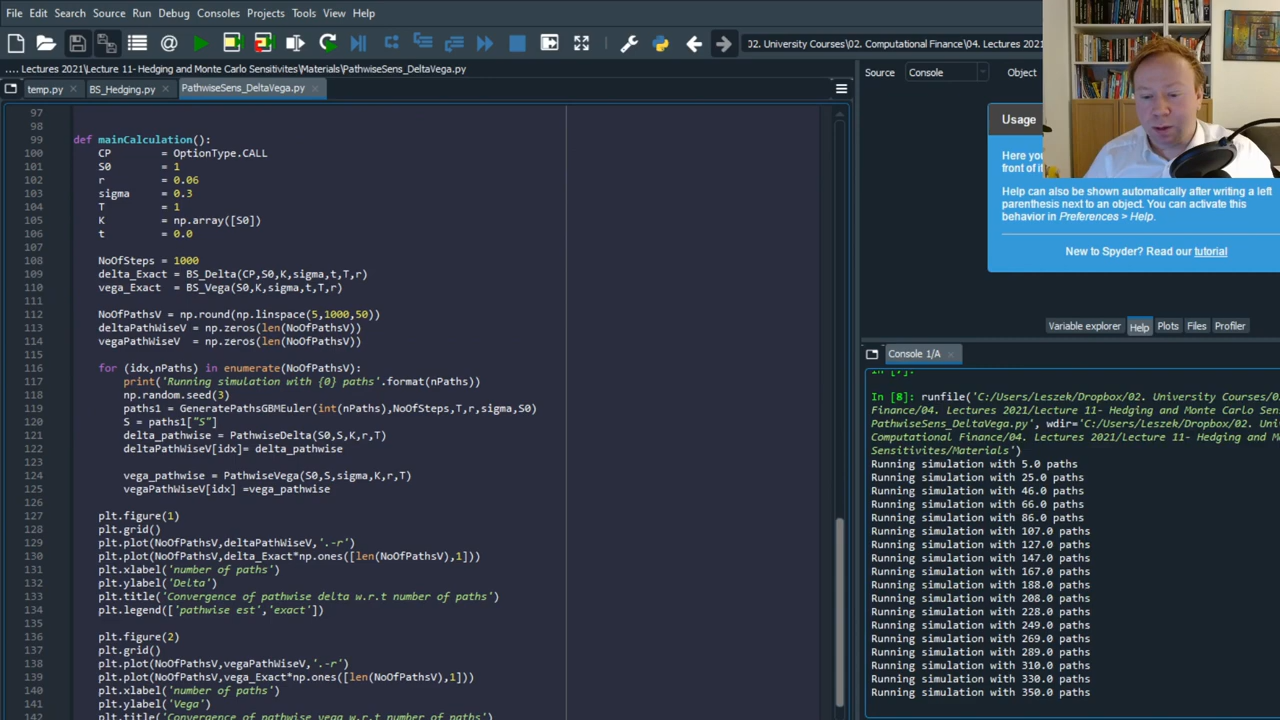 File Edit Search Source Run Debug Consoles Projects Tools View Help
02. University Courses\02. Computational Finance\04. Lectures 2021\
.... Lectures 2021\Lecture 11- Hedging and Monte Carlo Sensitivites\Materials\PathwiseSens_DeltaVega.py
temp.py BS_Hedging.py PathwiseSens_DeltaVega.py
97
98
99 def mainCalculation():
100 CP = OptionType.CALL
101 S0 = 1
102 r = 0.06
103 sigma = 0.3
104 T = 1
105 K = np.array([S0])
106 t = 0.0
107
108 NoOfSteps = 1000
109 delta_Exact = BS_Delta(CP,S0,K,sigma,t,T,r)
110 vega_Exact = BS_Vega(S0,K,sigma,t,T,r)
111
112 NoOfPathsV = np.round(np.linspace(5,1000,50))
113 deltaPathWiseV = np.zeros(len(NoOfPathsV))
114 vegaPathWiseV = np.zeros(len(NoOfPathsV))
115
116 for (idx,nPaths) in enumerate(NoOfPathsV):
117 print('Running simulation with {0} paths'.format(nPaths))
118 np.random.seed(3)
119 paths1 = GeneratePathsGBMEuler(int(nPaths),NoOfSteps,T,r,sigma,S0)
120 S = paths1["S"]
121 delta_pathwise = PathwiseDelta(S0,S,K,r,T)
122 deltaPathWiseV[idx]= delta_pathwise
123
124 vega_pathwise = PathwiseVega(S0,S,sigma,K,r,T)
125 vegaPathWiseV[idx] =vega_pathwise
126
127 plt.figure(1)
128 plt.grid()
129 plt.plot(NoOfPathsV,deltaPathWiseV,'.-r')
130 plt.plot(NoOfPathsV,delta_Exact*np.ones([len(NoOfPathsV),1]))
131 plt.xlabel('number of paths')
132 plt.ylabel('Delta')
133 plt.title('Convergence of pathwise delta w.r.t number of paths')
134 plt.legend(['pathwise est','exact'])
135
136 plt.figure(2)
137 plt.grid()
138 plt.plot(NoOfPathsV,vegaPathWiseV,'.-r')
139 plt.plot(NoOfPathsV,vega_Exact*np.ones([len(NoOfPathsV),1]))
140 plt.xlabel('number of paths')
141 plt.ylabel('Vega')
142 plt.title('Convergence of pathwise vega w.r.t number of paths')
Source Console Object
Usage
Here you
front of it
Help can also be shown automatically after writing a left
parenthesis next to an object. You can activate this
behavior in Preferences > Help.
New to Spyder? Read our tutorial
Variable explorer Help Plots Files Profiler
Console 1/A
In [7]:
In [8]: runfile('C:/Users/Leszek/Dropbox/02. University Courses/02.
Finance/04. Lectures 2021/Lecture 11- Hedging and Monte Carlo Sens
PathwiseSens_DeltaVega.py', wdir='C:/Users/Leszek/Dropbox/02.
Computational Finance/04. Lectures 2021/Lecture 11- Hedging and Mo
Sensitivites/Materials')
Running simulation with 5.0 paths
Running simulation with 25.0 paths
Running simulation with 46.0 paths
Running simulation with 66.0 paths
Running simulation with 86.0 paths
Running simulation with 107.0 paths
Running simulation with 127.0 paths
Running simulation with 147.0 paths
Running simulation with 167.0 paths
Running simulation with 188.0 paths
Running simulation with 208.0 paths
Running simulation with 228.0 paths
Running simulation with 249.0 paths
Running simulation with 269.0 paths
Running simulation with 289.0 paths
Running simulation with 310.0 paths
Running simulation with 330.0 paths
Running simulation with 350.0 paths